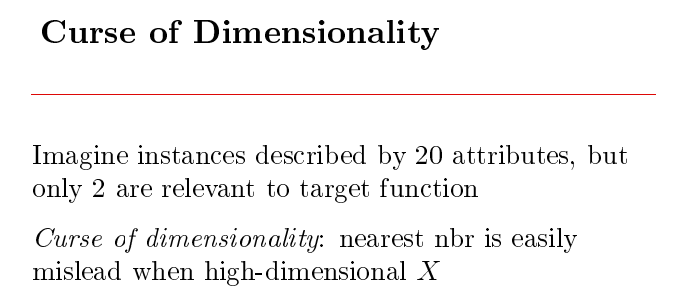 Curse of Dimensionality
Imagine instances described by 20 attributes, but
only 2 are relevant to target function
Curse of dimensionality: nearest nbr is easily
mislead when high-dimensional X